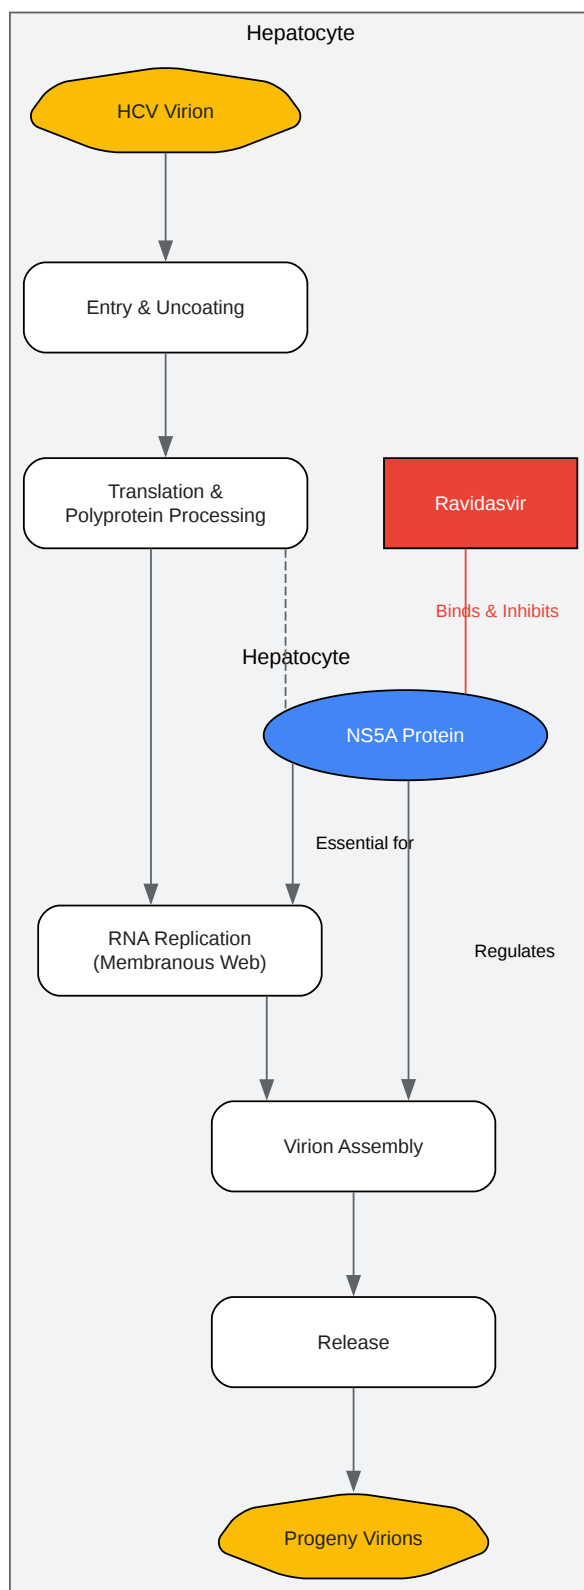 Hepatocyte
HCV Virion
Entry & Uncoating
Translation &
Polyprotein Processing
Ravidasvir
Binds & Inhibits
Hepatocyte
NS5A Protein
Essential for
RNA Replication
(Membranous Web)
Regulates
Virion Assembly
Release
Progeny Virions